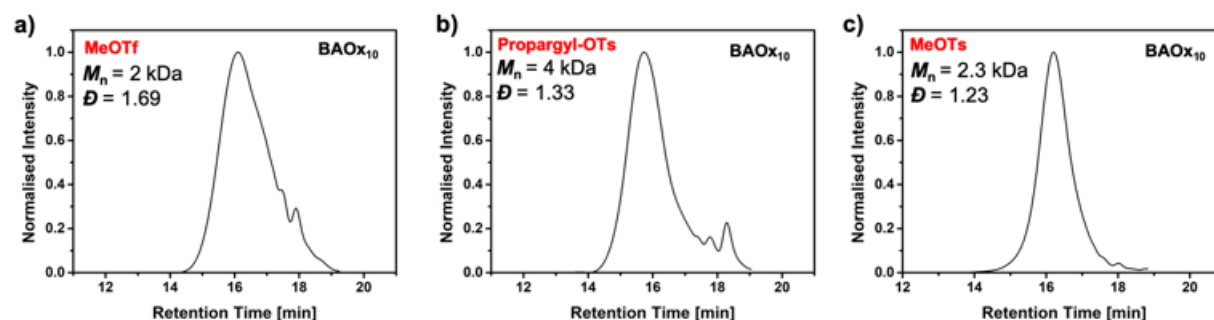 a)
MeOTf
Mn = 2 kDa
Đ = 1.69
BAOx10
Normalised Intensity
1.0
0.8
0.6
0.4
0.2
0.0
12 14 16 18 20
Retention Time [min]
b)
Propargyl-OTs
Mn = 4 kDa
Đ = 1.33
BAOx10
Normalised Intensity
1.0
0.8
0.6
0.4
0.2
0.0
12 14 16 18 20
Retention Time [min]
c)
MeOTs
Mn = 2.3 kDa
Đ = 1.23
BAOx10
Normalised Intensity
1.0
0.8
0.6
0.4
0.2
0.0
12 14 16 18 20
Retention Time [min]